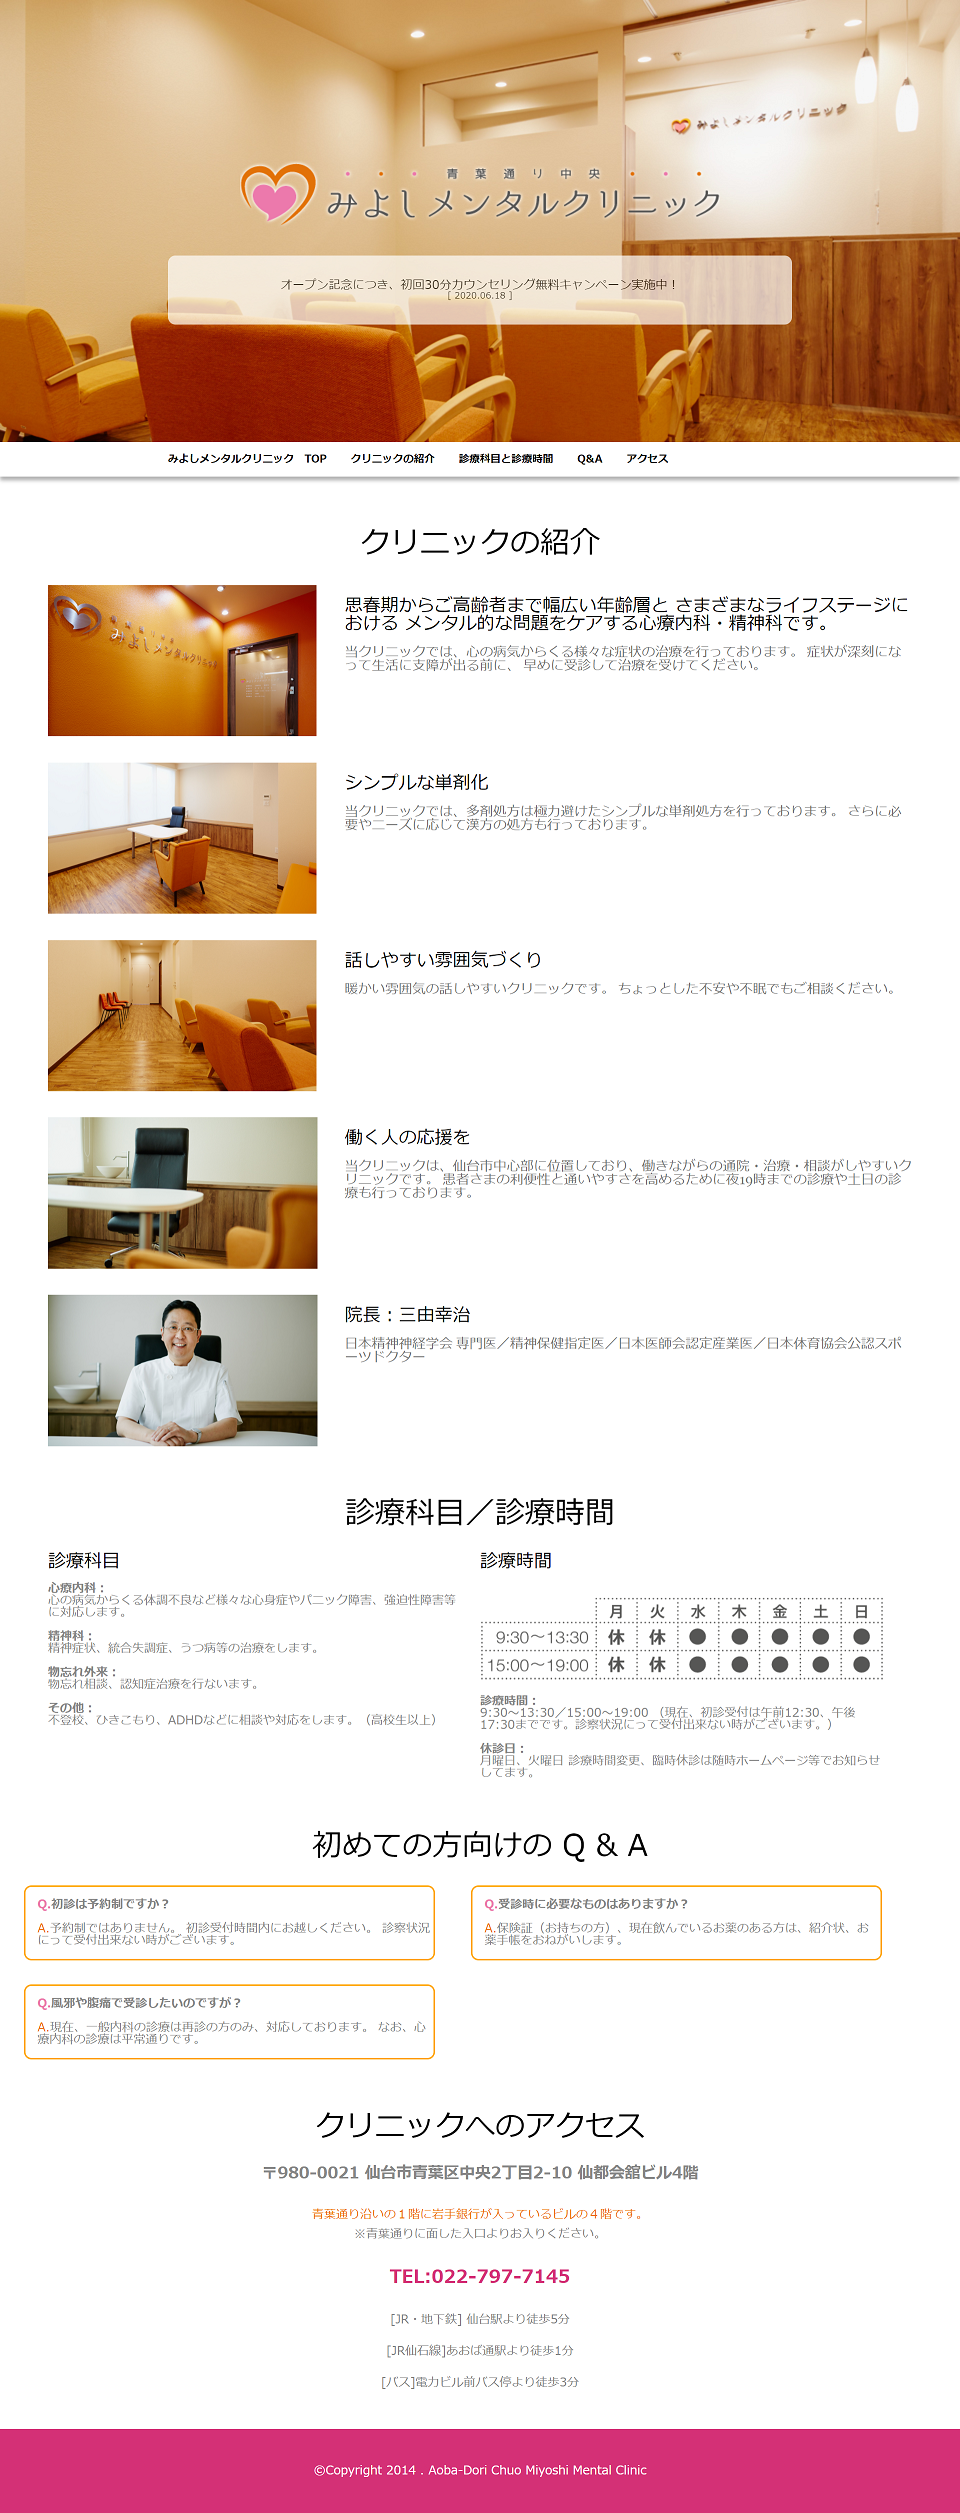 みよしメンタルクリニック
青葉通り中央
みよしメンタルクリニック
オープン記念につき、初回30分カウンセリング無料キャンペーン実施中！
[ 2020.06.18 ]
みよしメンタルクリニック　TOP　クリニックの紹介　診療科目と診療時間　Q&A　アクセス
クリニックの紹介
みよしメンタルクリニック
思春期からご高齢者まで幅広い年齢層と さまざまなライフステージに
おける メンタル的な問題をケアする心療内科・精神科です。
当クリニックでは、心の病気からくる様々な症状の治療を行っております。 症状が深刻にな
って生活に支障が出る前に、 早めに受診して治療を受けてください。
シンプルな単剤化
当クリニックでは、多剤処方は極力避けたシンプルな単剤処方を行っております。 さらに必
要やニーズに応じて漢方の処方も行っております。
話しやすい雰囲気づくり
暖かい雰囲気の話しやすいクリニックです。 ちょっとした不安や不眠でもご相談ください。
働く人の応援を
当クリニックは、仙台市中心部に位置しており、働きながらの通院・治療・相談がしやすいク
リニックです。 患者さまの利便性と通いやすさを高めるために夜19時までの診療や土日の診
療も行っております。
院長：三由幸治
日本精神神経学会 専門医／精神保健指定医／日本医師会認定産業医／日本体育協会公認スポ
ーツドクター
診療科目／診療時間
診療科目
心療内科：
心の病気からくる体調不良など様々な心身症やパニック障害、強迫性障害等
に対応します。
精神科：
精神症状、統合失調症、うつ病等の治療をします。
物忘れ外来：
物忘れ相談、認知症治療を行ないます。
その他：
不登校、ひきこもり、ADHDなどに相談や対応をします。（高校生以上）
診療時間
月 火 水 木 金 土 日
9:30〜13:30 休 休 ● ● ● ● ●
15:00〜19:00 休 休 ● ● ● ● ●
診療時間：
9:30〜13:30／15:00〜19:00 （現在、初診受付は午前12:30、午後
17:30までです。診察状況にって受付出来ない時がございます。）
休診日：
月曜日、火曜日 診療時間変更、臨時休診は随時ホームページ等でお知らせ
してます。
初めての方向けの Q & A
Q.初診は予約制ですか？
A.予約制ではありません。 初診受付時間内にお越しください。 診察状況
にって受付出来ない時がございます。
Q.受診時に必要なものはありますか？
A.保険証（お持ちの方）、現在飲んでいるお薬のある方は、紹介状、お
薬手帳をおねがいします。
Q.風邪や腹痛で受診したいのですが？
A.現在、一般内科の診療は再診の方のみ、対応しております。 なお、心
療内科の診療は平常通りです。
クリニックへのアクセス
〒980-0021 仙台市青葉区中央2丁目2-10 仙都会舘ビル4階
青葉通り沿いの１階に岩手銀行が入っているビルの４階です。
※青葉通りに面した入口よりお入りください。
TEL:022-797-7145
[JR・地下鉄] 仙台駅より徒歩5分
[JR仙石線]あおば通駅より徒歩1分
[バス]電力ビル前バス停より徒歩3分
©Copyright 2014 . Aoba-Dori Chuo Miyoshi Mental Clinic